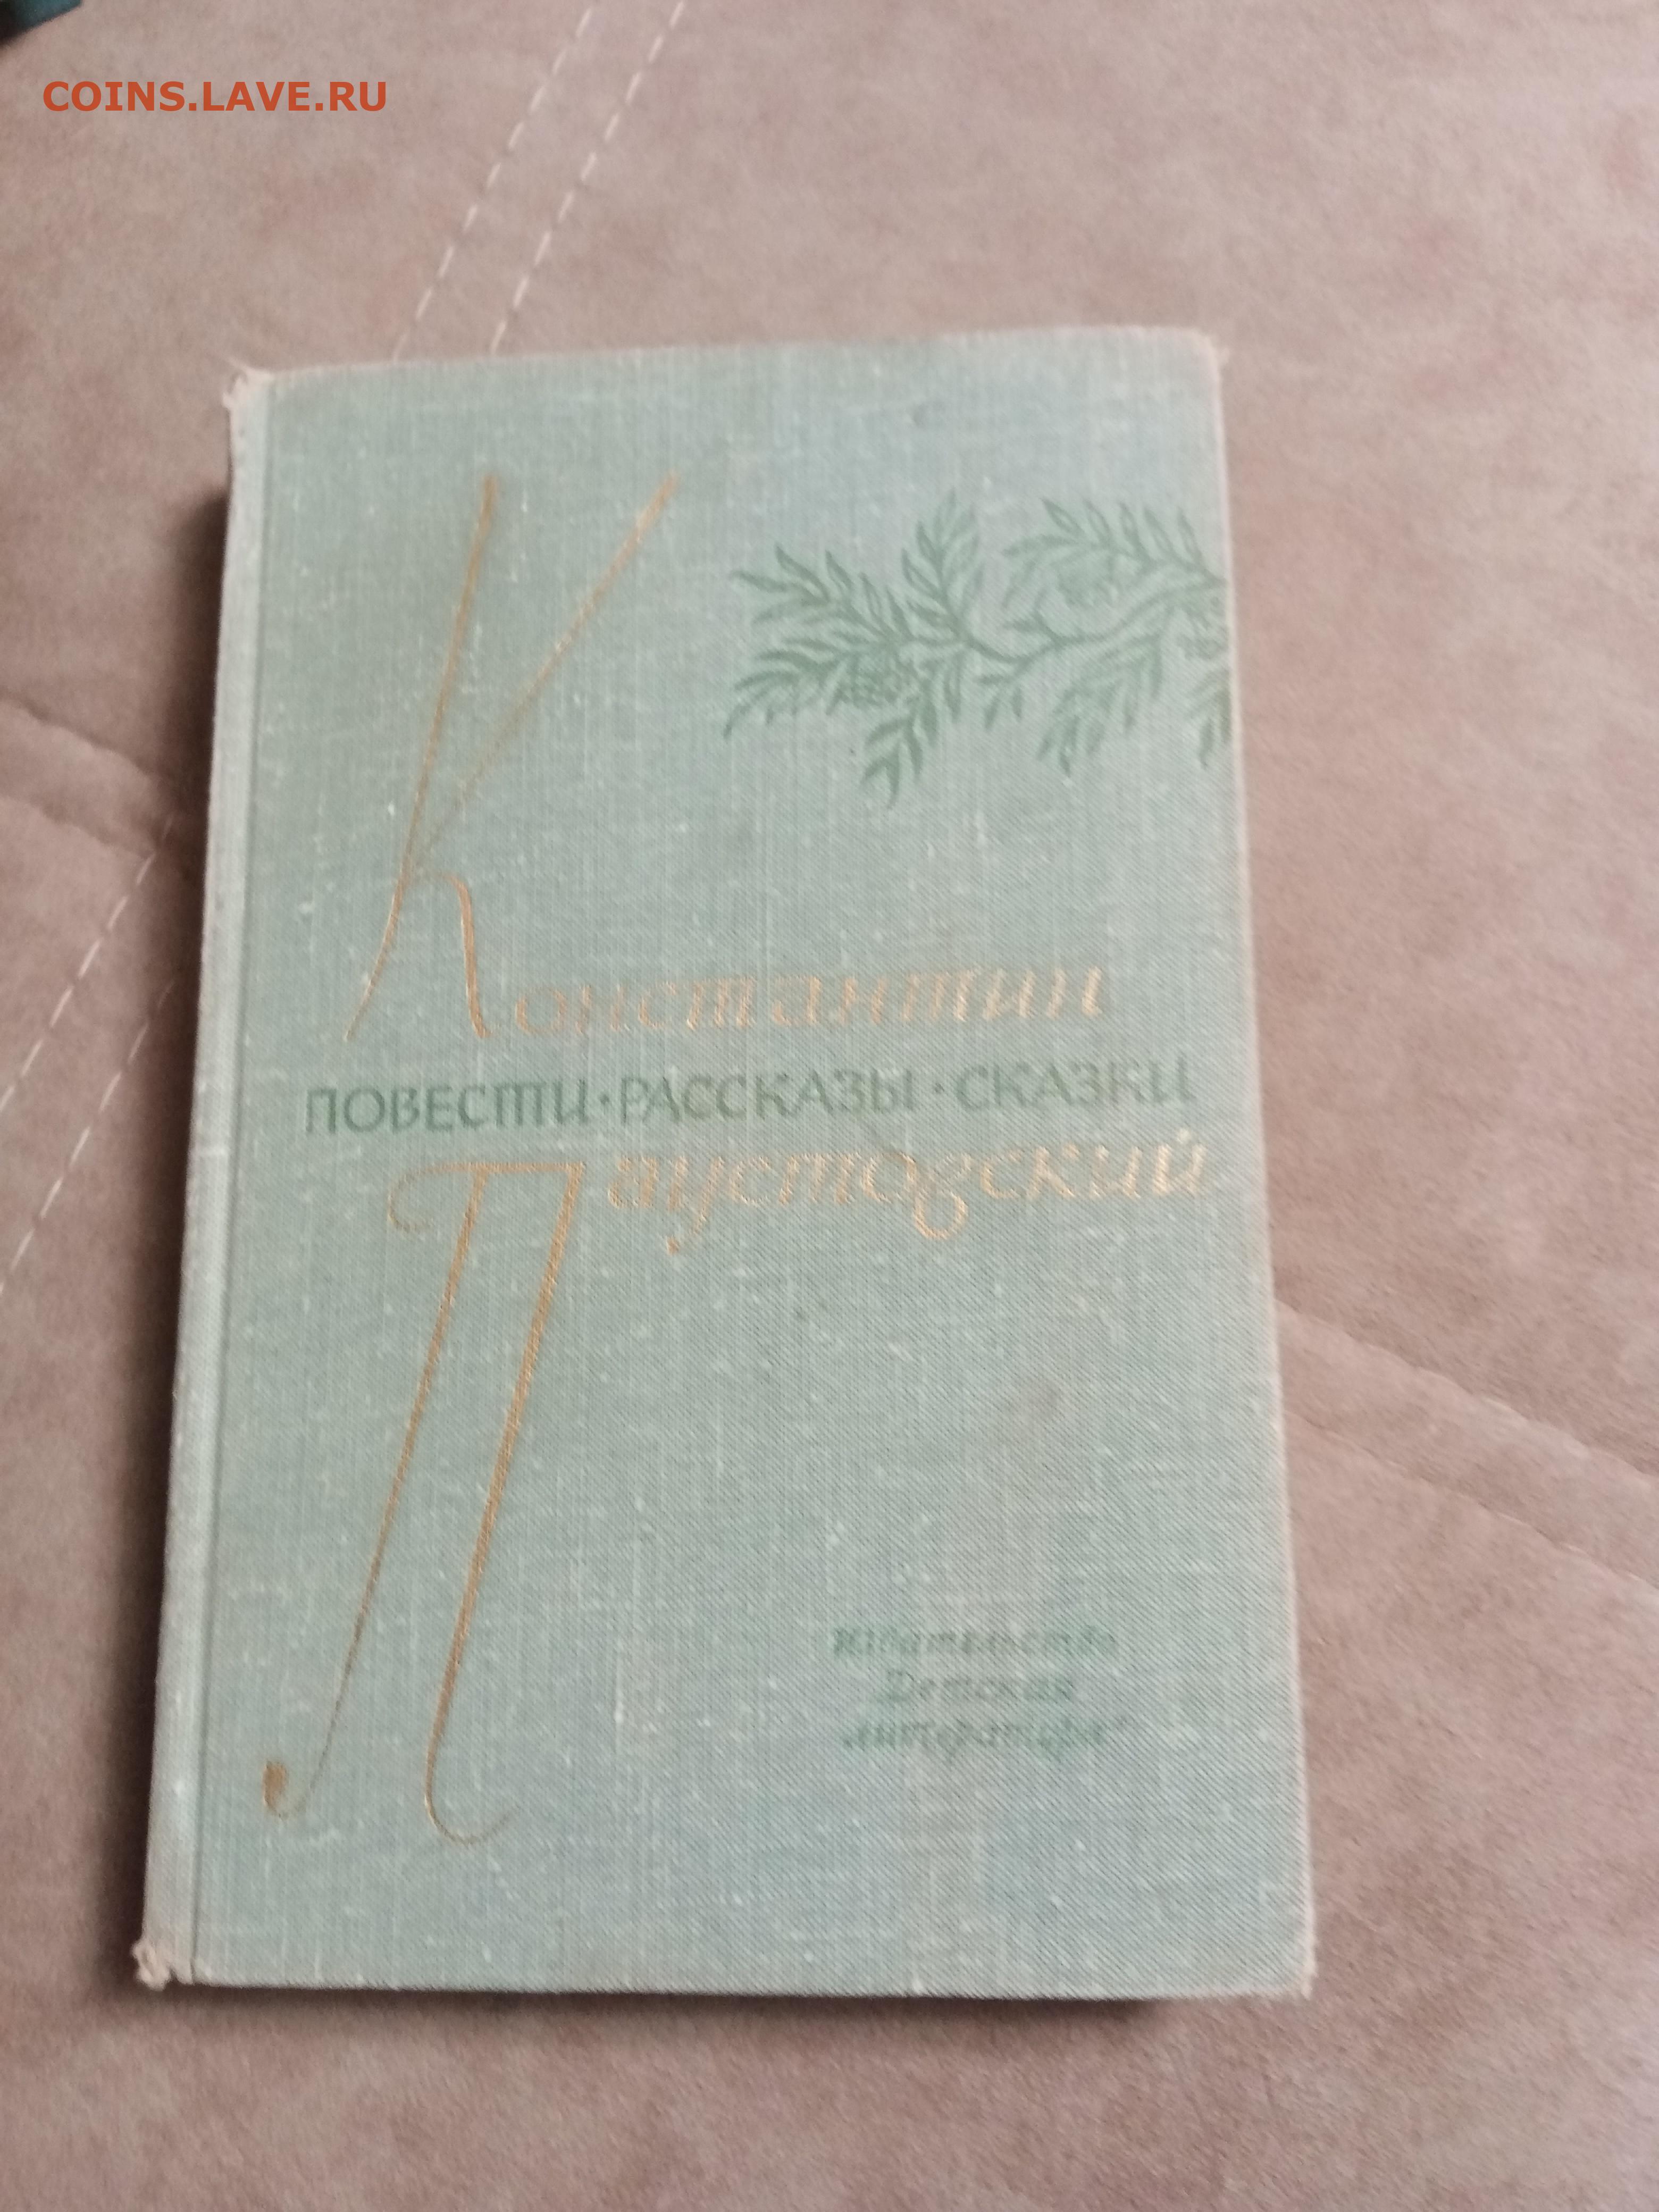 COINS.LAVE.RU
Константин
ПОВЕСТИ·РАССКАЗЫ·СКАЗКИ
Паустовский
Издательство
„Детская
литература“